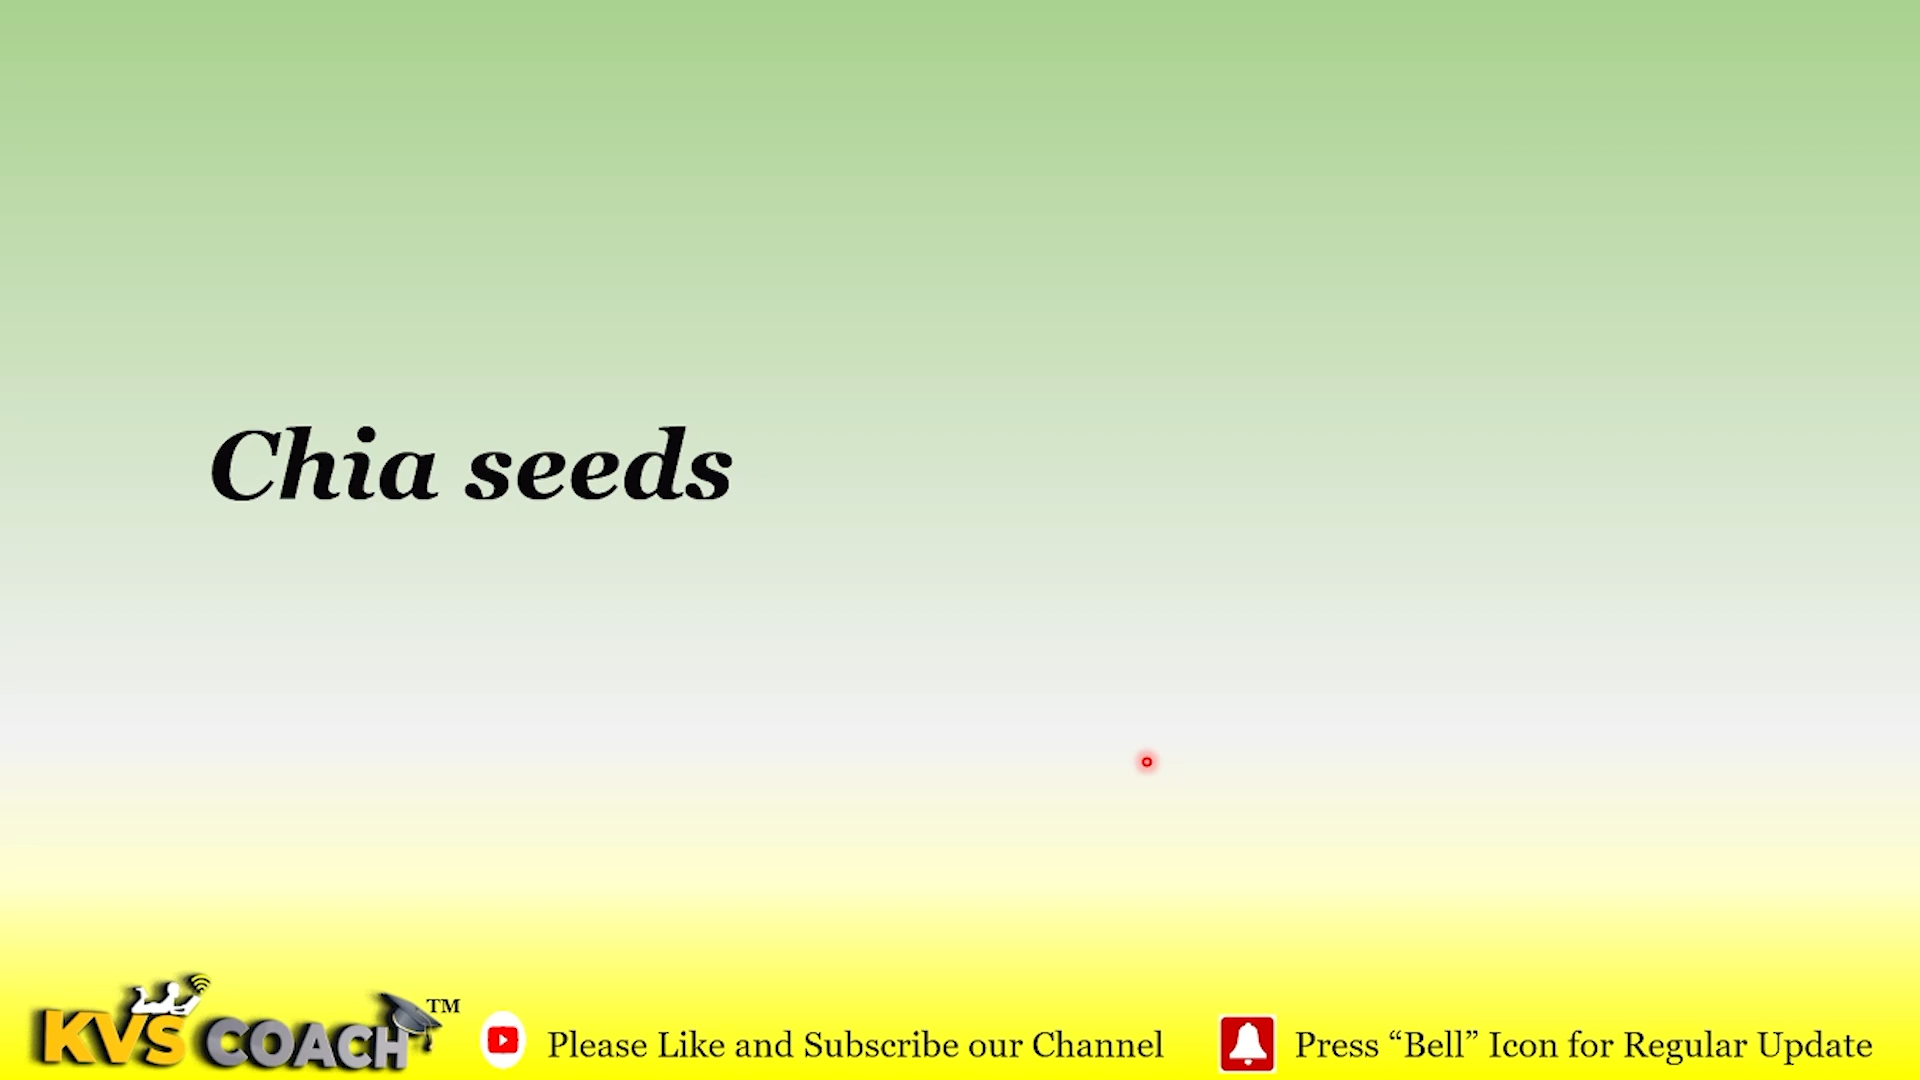 Chia seeds
KVS COACH™
Please Like and Subscribe our Channel
Press “Bell” Icon for Regular Update